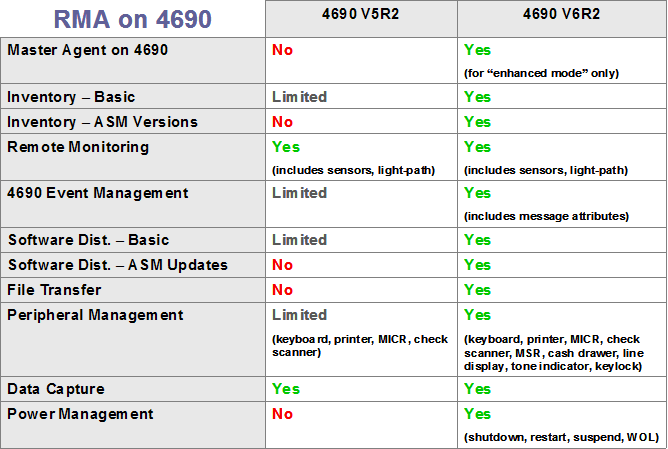 RMA on 4690 4690 V5R2 4690 V6R2
Master Agent on 4690 No Yes
(for “enhanced mode” only)
Inventory – Basic Limited Yes
Inventory – ASM Versions No Yes
Remote Monitoring Yes Yes
(includes sensors, light-path) (includes sensors, light-path)
4690 Event Management Limited Yes
(includes message attributes)
Software Dist. – Basic Limited Yes
Software Dist. – ASM Updates No Yes
File Transfer No Yes
Peripheral Management Limited Yes
(keyboard, printer, MICR, check (keyboard, printer, MICR, check
scanner) scanner, MSR, cash drawer, line
display, tone indicator, keylock)
Data Capture Yes Yes
Power Management No Yes
(shutdown, restart, suspend, WOL)